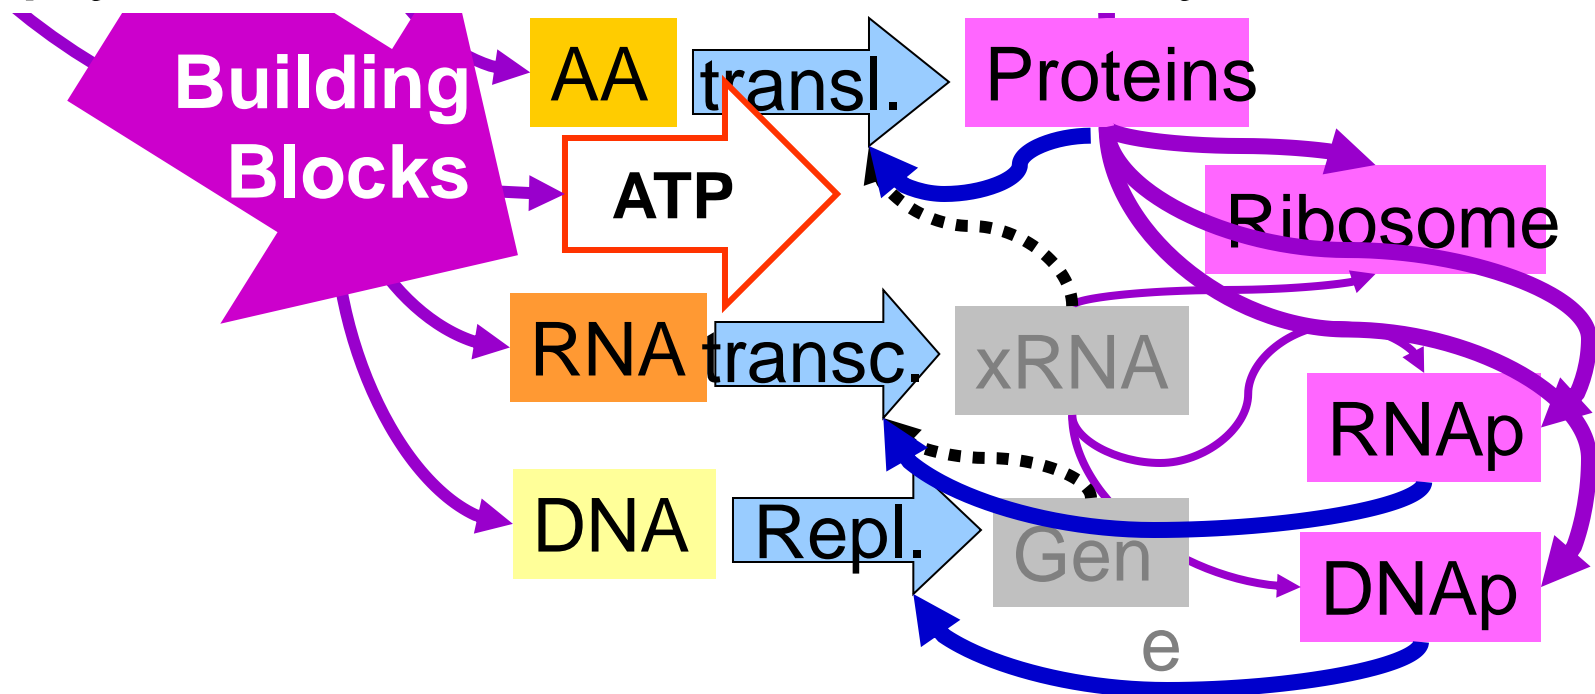 Building
Blocks
AA
transl.
Proteins
ATP
Ribosome
RNA
transc.
xRNA
RNAp
DNA
Repl.
Gen
e
DNAp